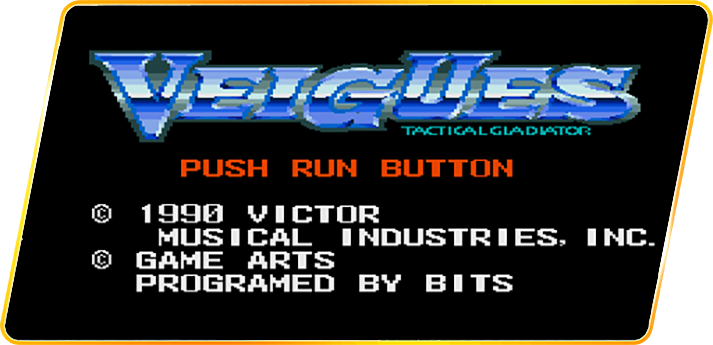 VEIGUES
TACTICAL GLADIATOR
PUSH RUN BUTTON
© 1990 VICTOR
MUSICAL INDUSTRIES, INC.
© GAME ARTS
PROGRAMED BY BITS